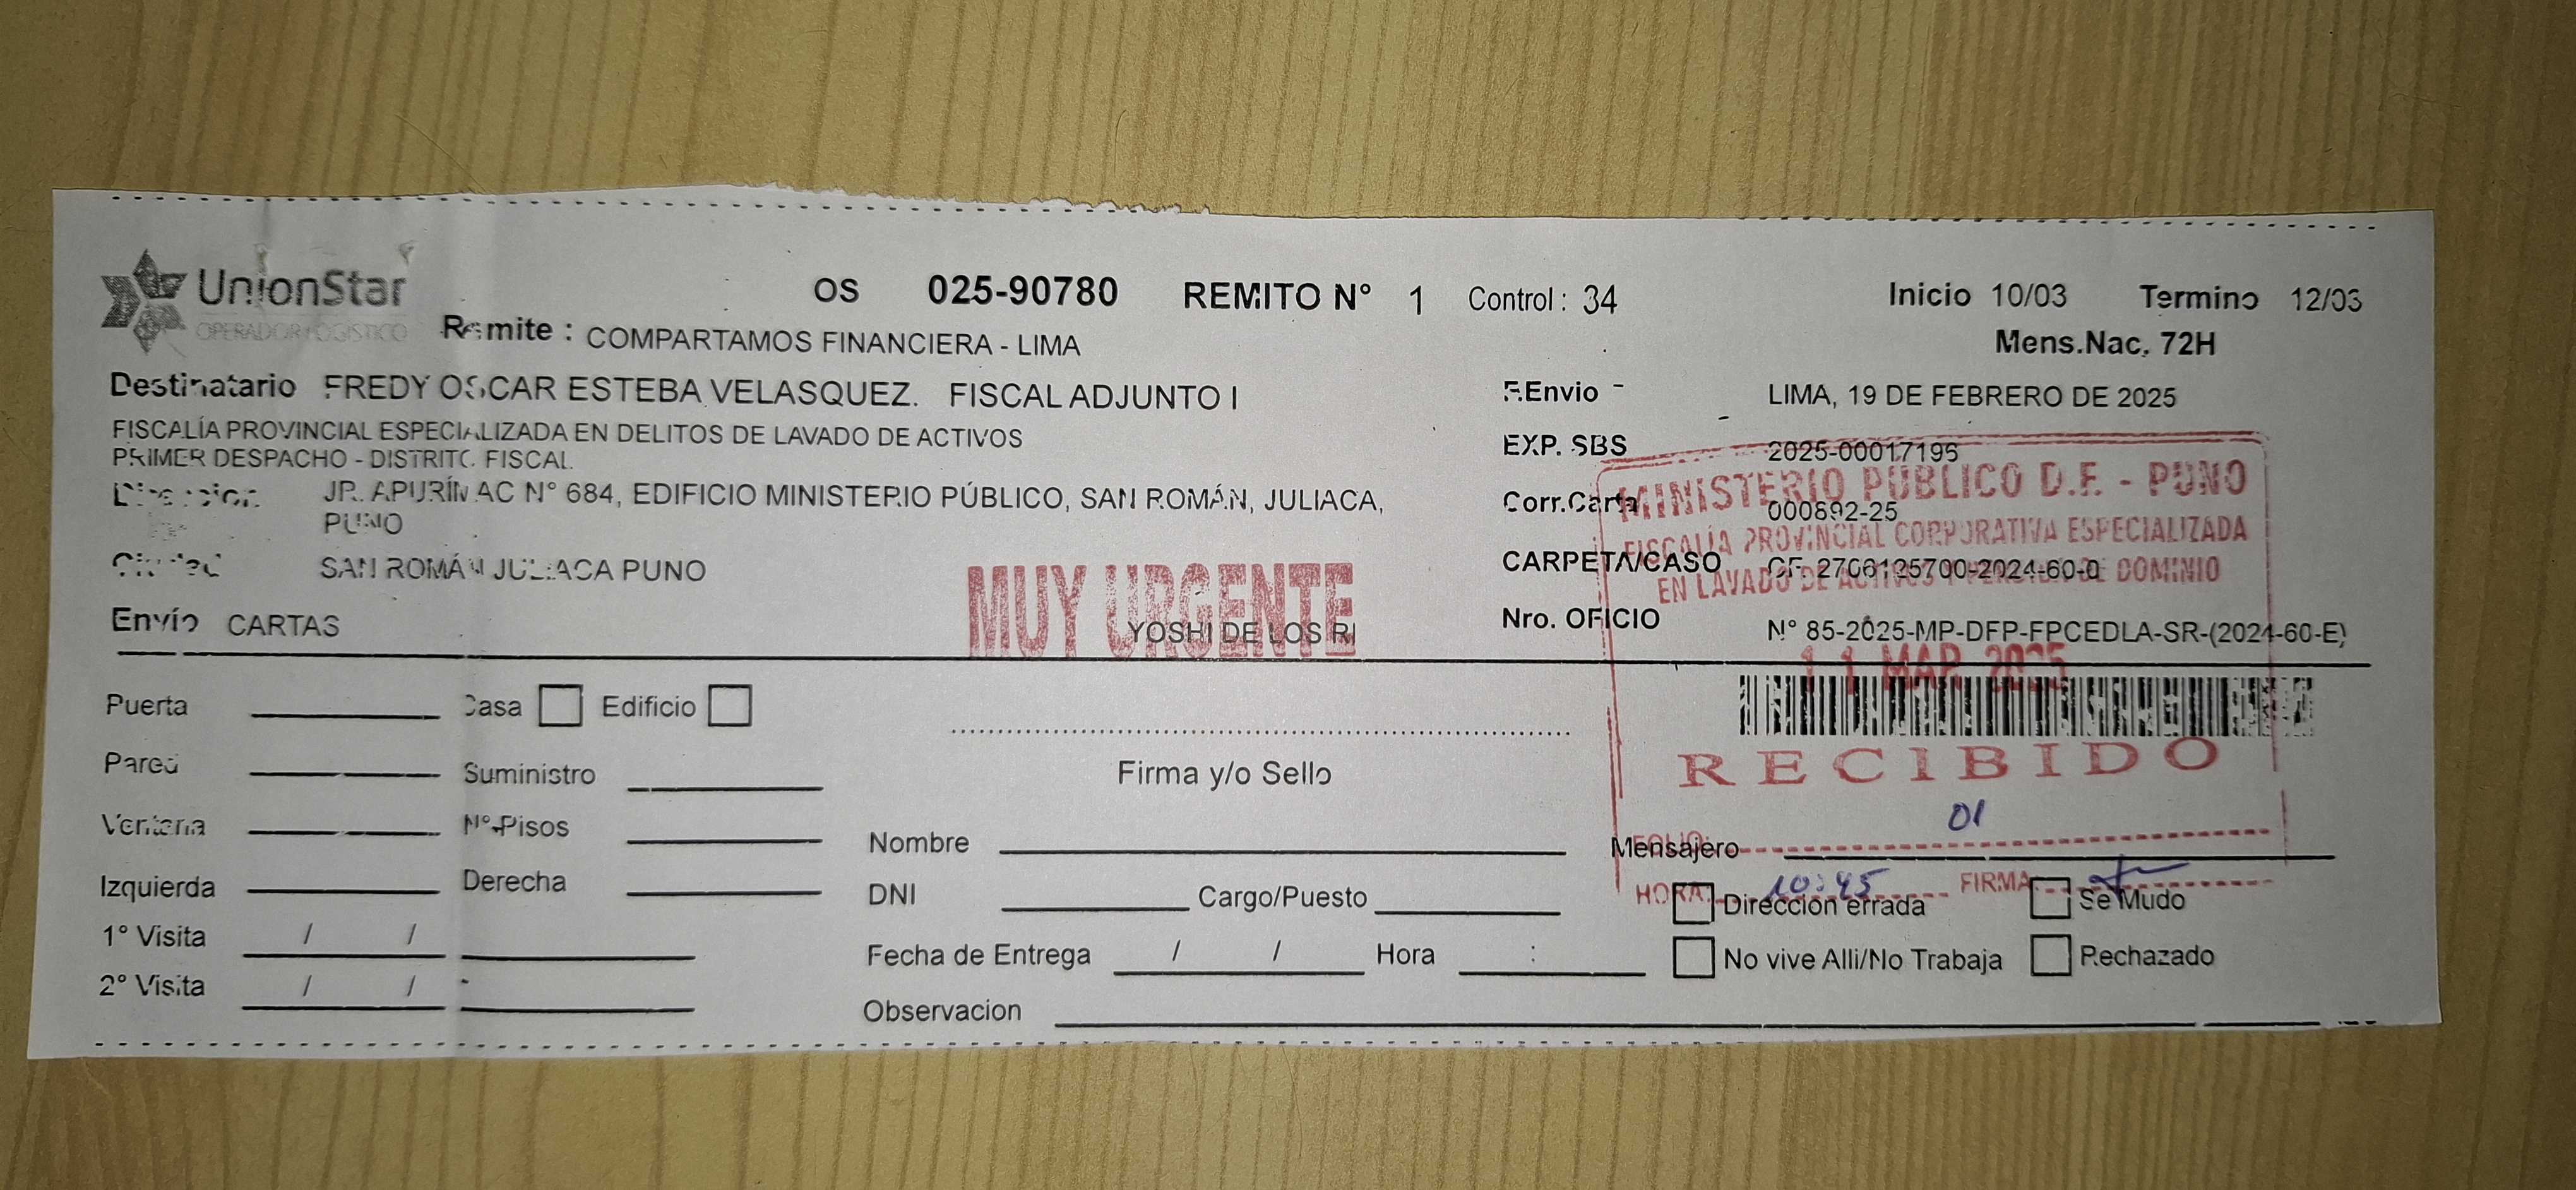 UnionStar
OPERADOR LOGISTICO
OS 025-90780 REMITO N° 1 Control : 34 Inicio 10/03 Termino 12/03
Remite : COMPARTAMOS FINANCIERA - LIMA Mens.Nac. 72H
Destinatario FREDY OSCAR ESTEBA VELASQUEZ. FISCAL ADJUNTO I F.Envio LIMA, 19 DE FEBRERO DE 2025
FISCALÍA PROVINCIAL ESPECIALIZADA EN DELITOS DE LAVADO DE ACTIVOS
PRIMER DESPACHO - DISTRITO FISCAL
EXP. SBS 2025-00017196
Direccion JR. APURÍMAC N° 684, EDIFICIO MINISTERIO PÚBLICO, SAN ROMÁN, JULIACA,
PUNO
Corr.Carta 000892-25
Ciudad SAN ROMÁN JULIACA PUNO
CARPETA/CASO CF. 2706125700-2024-60-0
Envío CARTAS
MUY URGENTE
YOSHI DE LOS RI
Nro. OFICIO N° 85-2025-MP-DFP-FPCEDLA-SR-(2024-60-E)
MINISTERIO PÚBLICO D.F. - PUNO
FISCALÍA PROVINCIAL CORPORATIVA ESPECIALIZADA
EN LAVADO DE ACTIVOS DE DOMINIO
11 MAR 2025
RECIBIDO
FOLIO: 01
HORA: 10:45 FIRMA
Puerta Casa Edificio
Pared Suministro Firma y/o Sello
Ventana N° Pisos Nombre Mensajero
Izquierda Derecha DNI Cargo/Puesto Direccion errada Se Mudo
1° Visita / / Fecha de Entrega / / Hora : No vive Alli/No Trabaja Rechazado
2° Visita / / Observacion